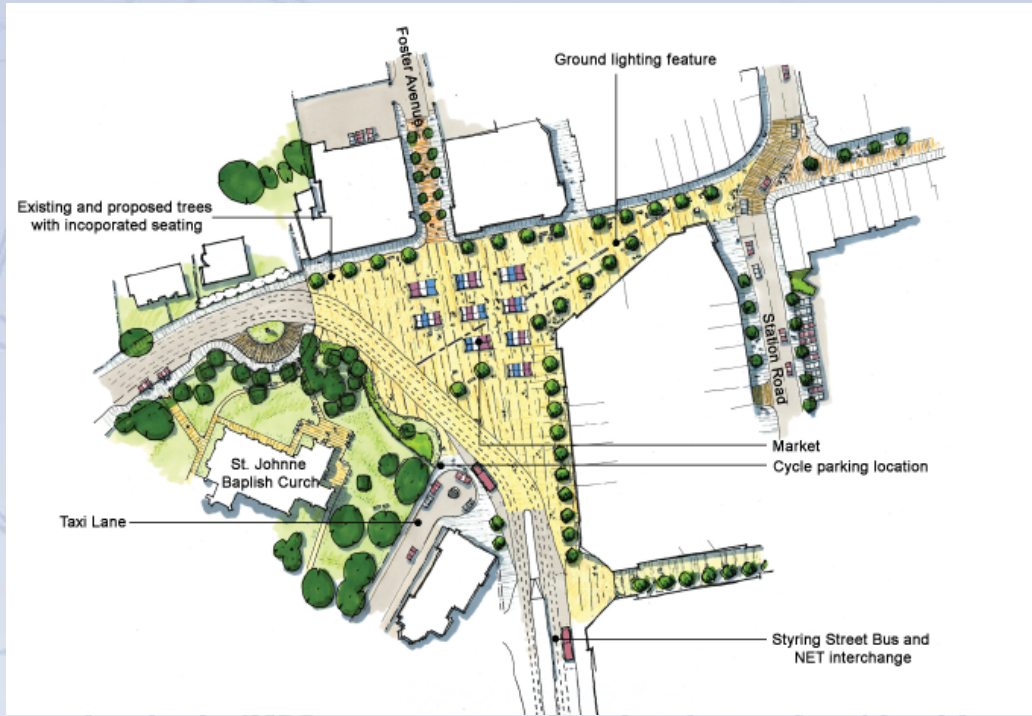 Foster Avenue
Ground lighting feature
Existing and proposed trees
with incoporated seating
Station Road
Market
Cycle parking location
St. Johnne
Baplish Curch
Taxi Lane
Styring Street Bus and
NET interchange